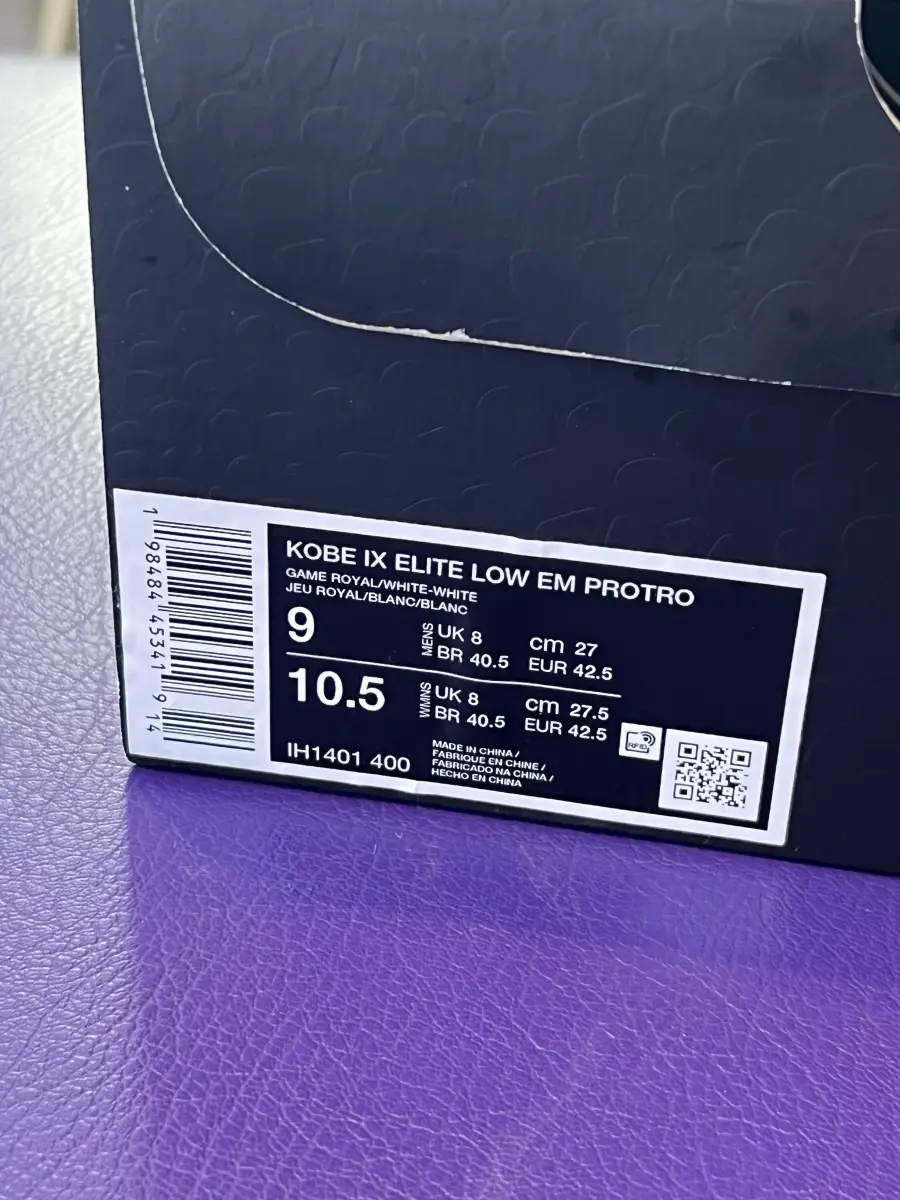 KOBE IX ELITE LOW EM PROTRO
GAME ROYAL/WHITE-WHITE
JEU ROYAL/BLANC/BLANC
9 MENS UK 8 cm 27
BR 40.5 EUR 42.5
10.5 WMNS UK 8 cm 27.5
BR 40.5 EUR 42.5
IH1401 400
MADE IN CHINA /
FABRIQUE EN CHINE /
FABRICADO NA CHINA /
HECHO EN CHINA
RFID
1 98484 45341 9 14